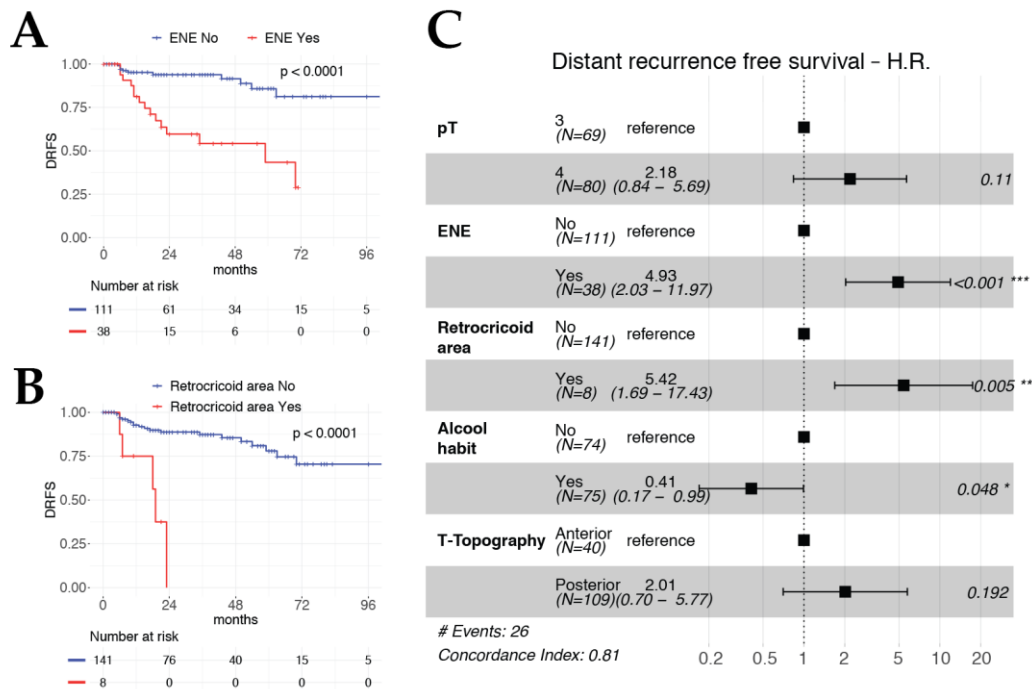 A
ENE No ENE Yes
p < 0.0001
1.00
0.75
0.50
0.25
0.00
DRFS
0 24 48 72 96
months
Number at risk
111 61 34 15 5
38 15 6 0 0
B
Retrocricoid area No
Retrocricoid area Yes
p < 0.0001
1.00
0.75
0.50
0.25
0.00
DRFS
0 24 48 72 96
months
Number at risk
141 76 40 15 5
8 0 0 0 0
C
Distant recurrence free survival – H.R.
pT 3 reference
(N=69)
4 2.18
(N=80) (0.84 – 5.69) 0.11
ENE No reference
(N=111)
Yes 4.93
(N=38) (2.03 – 11.97) <0.001 ***
Retrocricoid No reference
area (N=141)
Yes 5.42
(N=8) (1.69 – 17.43) 0.005 **
Alcool No reference
habit (N=74)
Yes 0.41
(N=75) (0.17 – 0.99) 0.048 *
T-Topography Anterior reference
(N=40)
Posterior 2.01
(N=109)(0.70 – 5.77) 0.192
# Events: 26
Concordance Index: 0.81
0.2 0.5 1 2 5 10 20